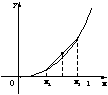 y
0 x₁ x₂ 1 x